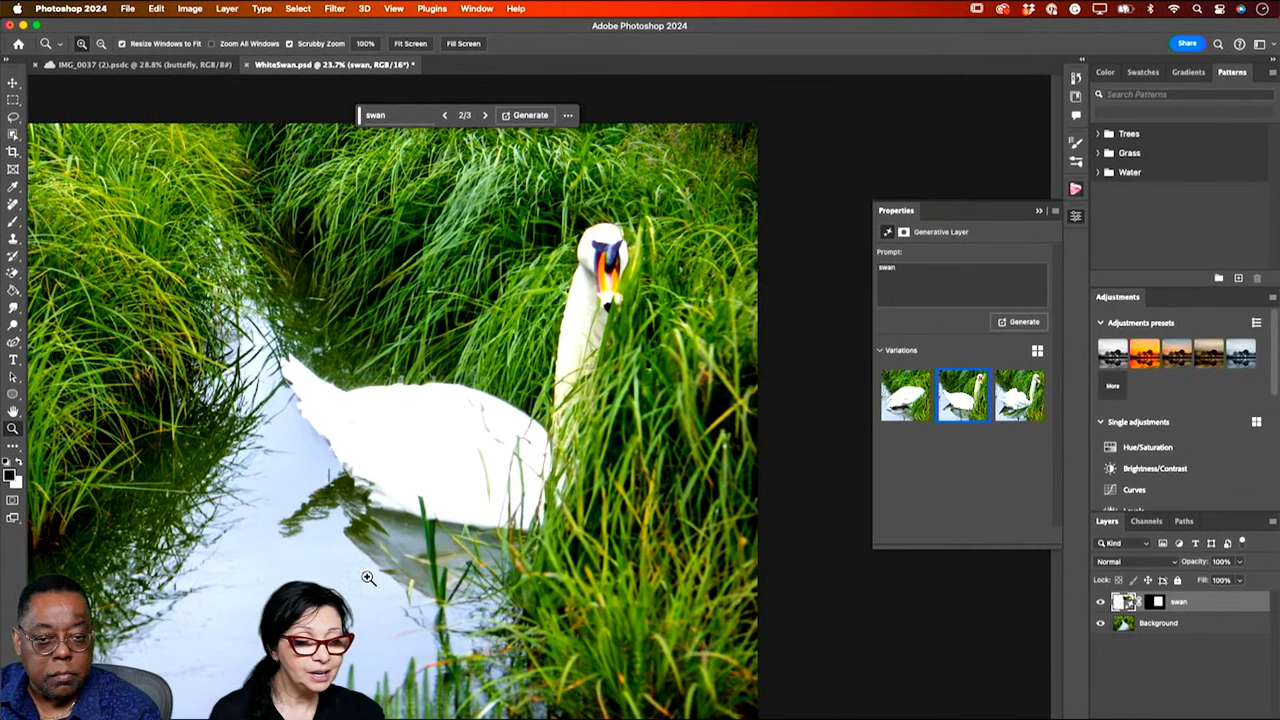 Photoshop 2024 File Edit Image Layer Type Select Filter 3D View Plugins Window Help
Adobe Photoshop 2024
Resize Windows to Fit Zoom All Windows Scrubby Zoom 100% Fit Screen Fill Screen Share
IMG_0037 (2).psdc @ 28.8% (buttefly, RGB/8#) WhiteSwan.psd @ 23.7% (swan, RGB/16*) *
Color Swatches Gradients Patterns
Search Patterns
swan 2/3 Generate
Trees
Grass
Water
Properties
Generative Layer
Prompt:
swan
Generate
Variations
Adjustments
Adjustments presets
More
Single adjustments
Hue/Saturation
Brightness/Contrast
Curves
Layers Channels Paths
Kind
Normal Opacity: 100%
Lock: Fill: 100%
swan
Background